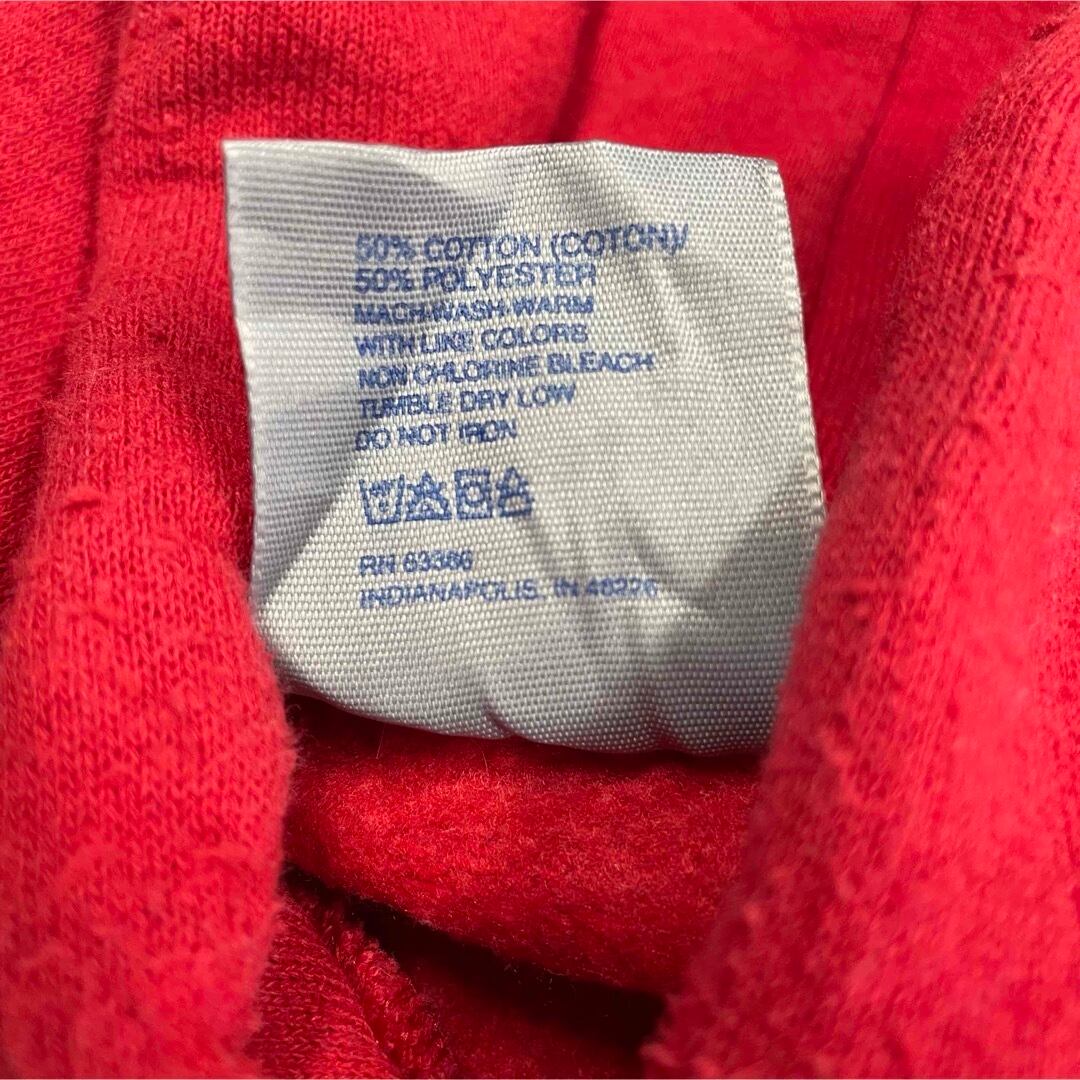 50% COTTON (COTON)/
50% POLYESTER
MACH-WASH-WARM
WITH LINE COLORS
NON CHLORINE BLEACH
TUMBLE DRY LOW
DO NOT IRON
RN 63366
INDIANAPOLIS, IN 46226